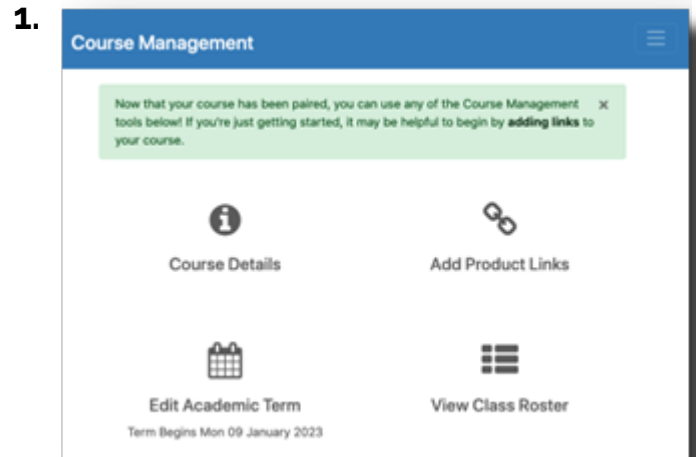 1.
Course Management
Now that your course has been paired, you can use any of the Course Management
tools below! If you're just getting started, it may be helpful to begin by adding links to
your course.
×
Course Details
Add Product Links
Edit Academic Term
Term Begins Mon 09 January 2023
View Class Roster